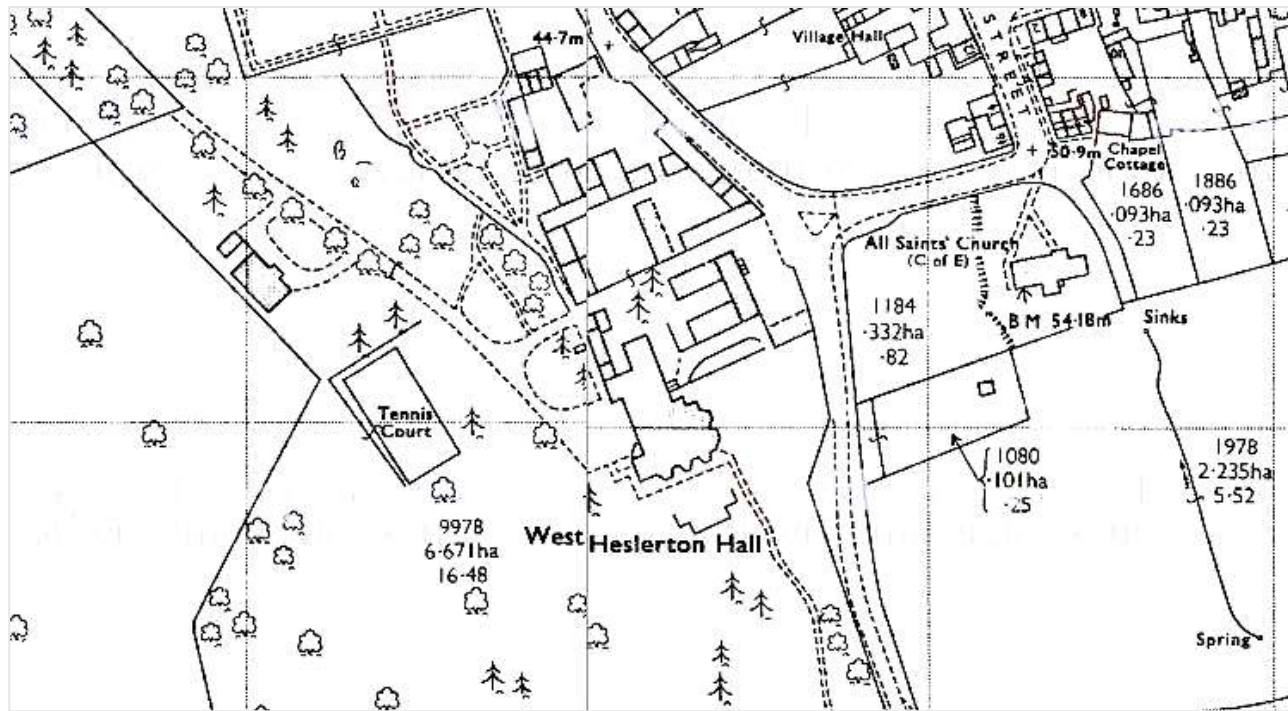 44·7m
Village Hall
STREET
50·9m
Chapel
Cottage
1686
·093ha
·23
1886
·093ha
·23
All Saints' Church
(C of E)
1184
·332ha
·82
B M 54·18m
Sinks
Tennis
Court
1080
·101ha
·25
1978
2·235ha
5·52
9978
6·671ha
16·48
West Heslerton Hall
Spring